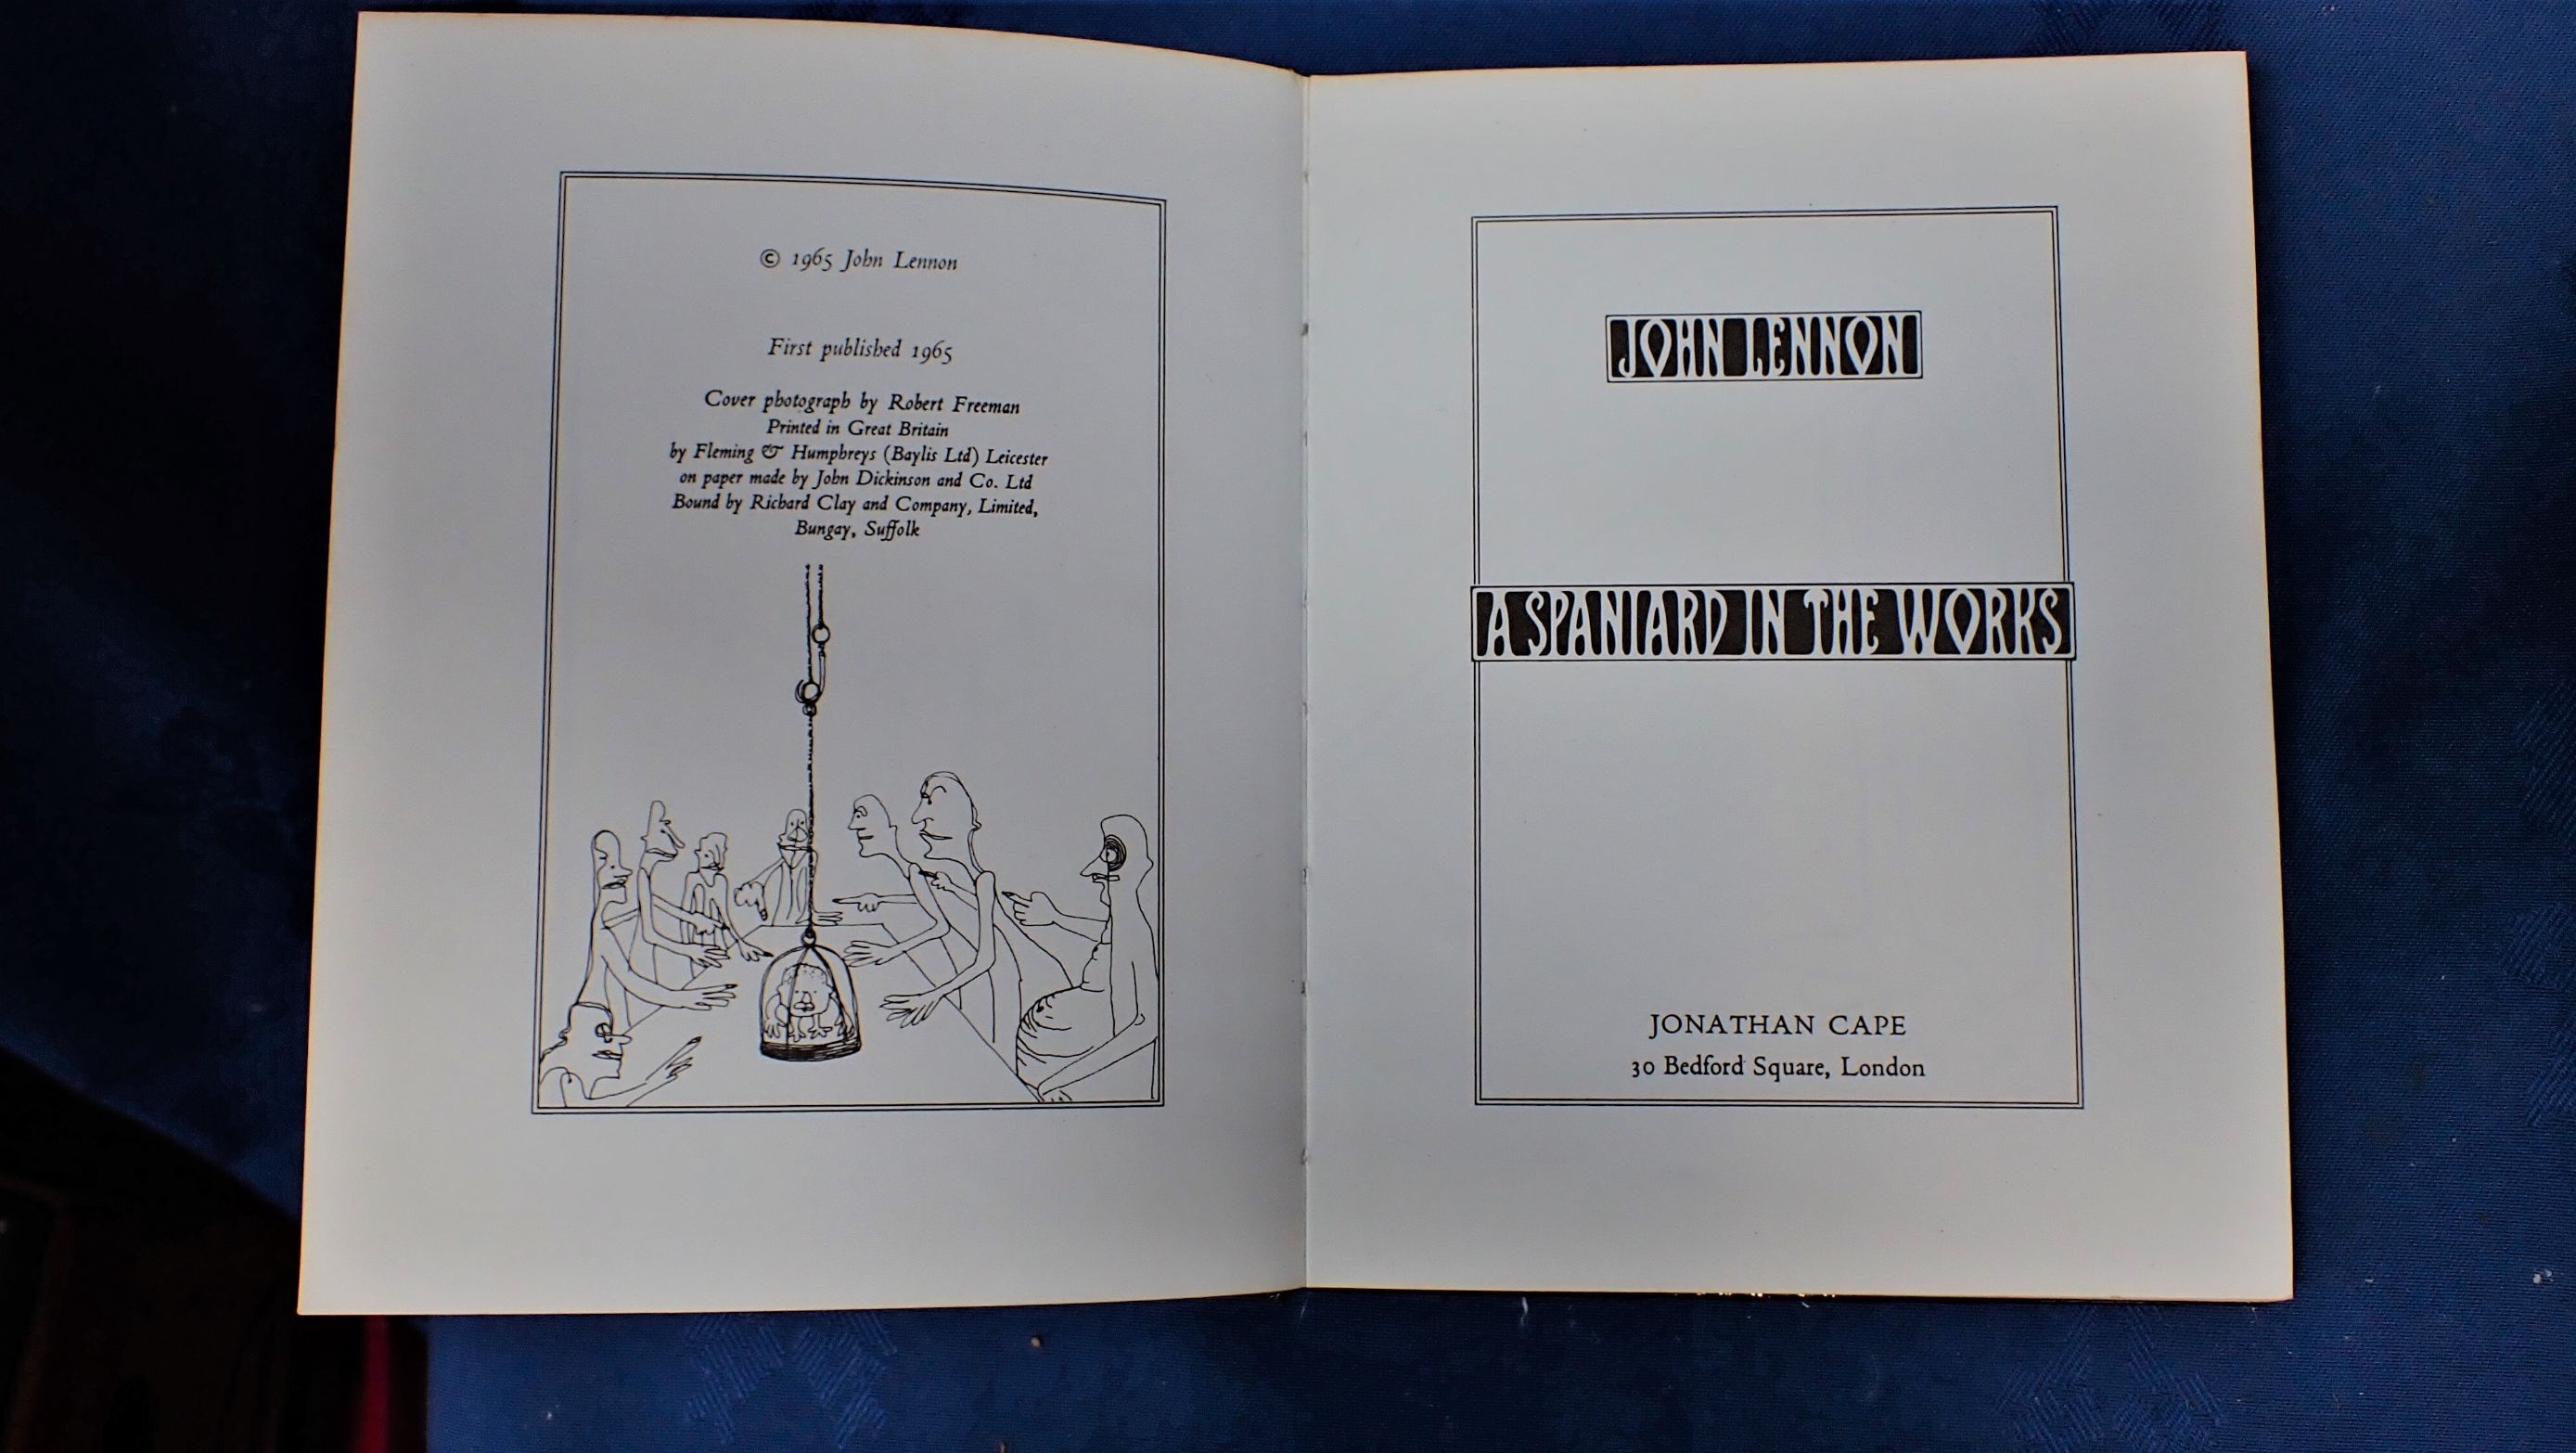 © 1965 John Lennon
First published 1965
Cover photograph by Robert Freeman
Printed in Great Britain
by Fleming & Humphreys (Baylis Ltd) Leicester
on paper made by John Dickinson and Co. Ltd
Bound by Richard Clay and Company, Limited,
Bungay, Suffolk
JOHN LENNON
A SPANIARD IN THE WORKS
JONATHAN CAPE
30 Bedford Square, London